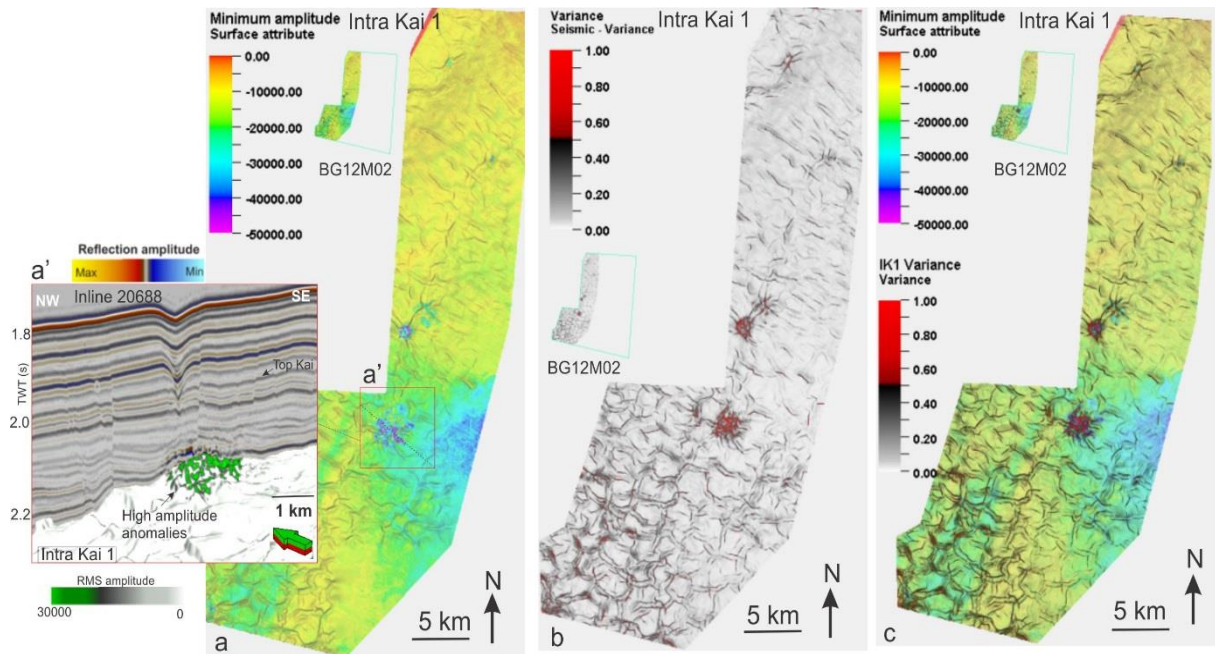 Minimum amplitude
Surface attribute
Intra Kai 1
0.00
-10000.00
-20000.00
-30000.00
-40000.00
-50000.00
BG12M02
Reflection amplitude
Max
Min
a'
NW
Inline 20688
SE
1.8
2.0
2.2
TWT (s)
Top Kai
High amplitude
anomalies
1 km
Intra Kai 1
RMS amplitude
30000
0
a'
N
5 km
a
Variance
Seismic - Variance
Intra Kai 1
1.00
0.80
0.60
0.40
0.20
0.00
BG12M02
N
5 km
b
Minimum amplitude
Surface attribute
Intra Kai 1
0.00
-10000.00
-20000.00
-30000.00
-40000.00
-50000.00
BG12M02
IK1 Variance
Variance
1.00
0.80
0.60
0.40
0.20
0.00
N
5 km
c